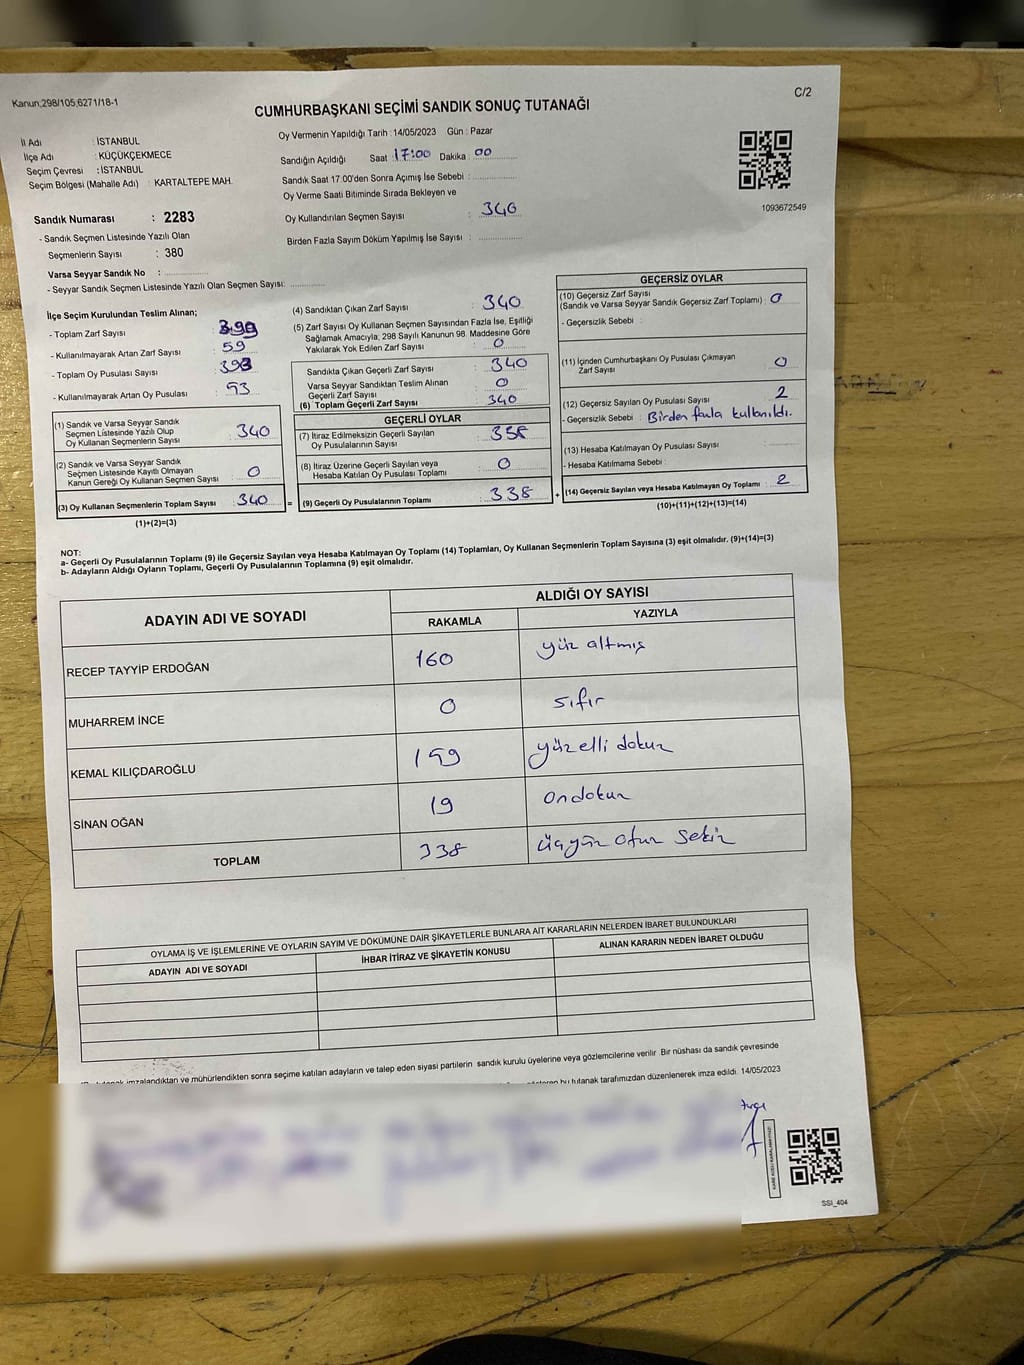 Kanun;298/105;6271/18-1
C/2
CUMHURBAŞKANI SEÇİMİ SANDIK SONUÇ TUTANAĞI
İl Adı : İSTANBUL
İlçe Adı : KÜÇÜKÇEKMECE
Seçim Çevresi : İSTANBUL
Seçim Bölgesi (Mahalle Adı) : KARTALTEPE MAH.
Sandık Numarası : 2283
- Sandık Seçmen Listesinde Yazılı Olan
Seçmenlerin Sayısı : 380
Varsa Seyyar Sandık No :
- Seyyar Sandık Seçmen Listesinde Yazılı Olan Seçmen Sayısı:
Oy Vermenin Yapıldığı Tarih : 14/05/2023 Gün : Pazar
Sandığın Açıldığı Saat 17:00 Dakika 00
Sandık Saat 17:00'den Sonra Açımış İse Sebebi :
Oy Verme Saati Bitiminde Sırada Bekleyen ve
Oy Kullandırılan Seçmen Sayısı : 340
Birden Fazla Sayım Döküm Yapılmış İse Sayısı :
1093672549
İlçe Seçim Kurulundan Teslim Alınan;
- Toplam Zarf Sayısı : 399
- Kullanılmayarak Artan Zarf Sayısı : 59
- Toplam Oy Pusulası Sayısı : 393
- Kullanılmayarak Artan Oy Pusulası : 53
(1) Sandık ve Varsa Seyyar Sandık
Seçmen Listesinde Yazılı Olup
Oy Kullanan Seçmenlerin Sayısı : 340
(2) Sandık ve Varsa Seyyar Sandık
Seçmen Listesinde Kayıtlı Olmayan
Kanun Gereği Oy Kullanan Seçmen Sayısı : 0
(3) Oy Kullanan Seçmenlerin Toplam Sayısı : 340
(1)+(2)=(3)
(4) Sandıktan Çıkan Zarf Sayısı : 340
(5) Zarf Sayısı Oy Kullanan Seçmen Sayısından Fazla İse, Eşitliği
Sağlamak Amacıyla; 298 Sayılı Kanunun 98. Maddesine Göre
Yakılarak Yok Edilen Zarf Sayısı : 0
Sandıkta Çıkan Geçerli Zarf Sayısı : 340
Varsa Seyyar Sandıktan Teslim Alınan
Geçerli Zarf Sayısı : 0
(6) Toplam Geçerli Zarf Sayısı : 340
GEÇERLİ OYLAR
(7) İtiraz Edilmeksizin Geçerli Sayılan
Oy Pusulalarının Sayısı : 338
(8) İtiraz Üzerine Geçerli Sayılan veya
Hesaba Katılan Oy Pusulası Toplamı : 0
= (9) Geçerli Oy Pusulalarının Toplamı : 338
GEÇERSİZ OYLAR
(10) Geçersiz Zarf Sayısı
(Sandık ve Varsa Seyyar Sandık Geçersiz Zarf Toplamı) : 0
- Geçersizlik Sebebi :
(11) İçinden Cumhurbaşkanı Oy Pusulası Çıkmayan
Zarf Sayısı : 0
(12) Geçersiz Sayılan Oy Pusulası Sayısı : 2
- Geçersizlik Sebebi : Birden fazla kullanıldı.
(13) Hesaba Katılmayan Oy Pusulası Sayısı
- Hesaba Katılmama Sebebi :
+ (14) Geçersiz Sayılan veya Hesaba Katılmayan Oy Toplamı : 2
(10)+(11)+(12)+(13)=(14)
NOT:
a- Geçerli Oy Pusulalarının Toplamı (9) ile Geçersiz Sayılan veya Hesaba Katılmayan Oy Toplamı (14) Toplamları, Oy Kullanan Seçmenlerin Toplam Sayısına (3) eşit olmalıdır. (9)+(14)=(3)
b- Adayların Aldığı Oyların Toplamı, Geçerli Oy Pusulalarının Toplamına (9) eşit olmalıdır.
ADAYIN ADI VE SOYADI
ALDIĞI OY SAYISI
RAKAMLA YAZIYLA
RECEP TAYYİP ERDOĞAN 160 yüz altmış
MUHARREM İNCE 0 sıfır
KEMAL KILIÇDAROĞLU 159 yüzelli dokuz
SİNAN OĞAN 19 ondokuz
TOPLAM 338 üçyüz otuz sekiz
OYLAMA İŞ VE İŞLEMLERİNE VE OYLARIN SAYIM VE DÖKÜMÜNE DAİR ŞİKAYETLERLE BUNLARA AİT KARARLARIN NELERDEN İBARET BULUNDUKLARI
ADAYIN ADI VE SOYADI İHBAR İTİRAZ VE ŞİKAYETİN KONUSU ALINAN KARARIN NEDEN İBARET OLDUĞU
imzalandıktan ve mühürlendikten sonra seçime katılan adayların ve talep eden siyasi partilerin sandık kurulu üyelerine veya gözlemcilerine verilir Bir nüshası da sandık çevresinde
bu tutanak tarafımızdan düzenlenerek imza edildi. 14/05/2023
SSI_404